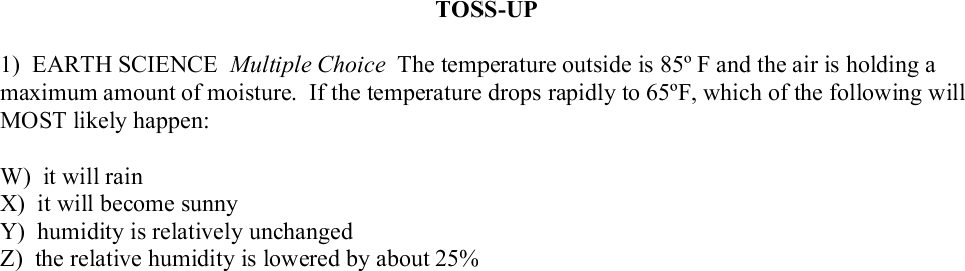 TOSS-UP
1) EARTH SCIENCE Multiple Choice The temperature outside is 85º F and the air is holding a
maximum amount of moisture. If the temperature drops rapidly to 65ºF, which of the following will
MOST likely happen:
W) it will rain
X) it will become sunny
Y) humidity is relatively unchanged
Z) the relative humidity is lowered by about 25%